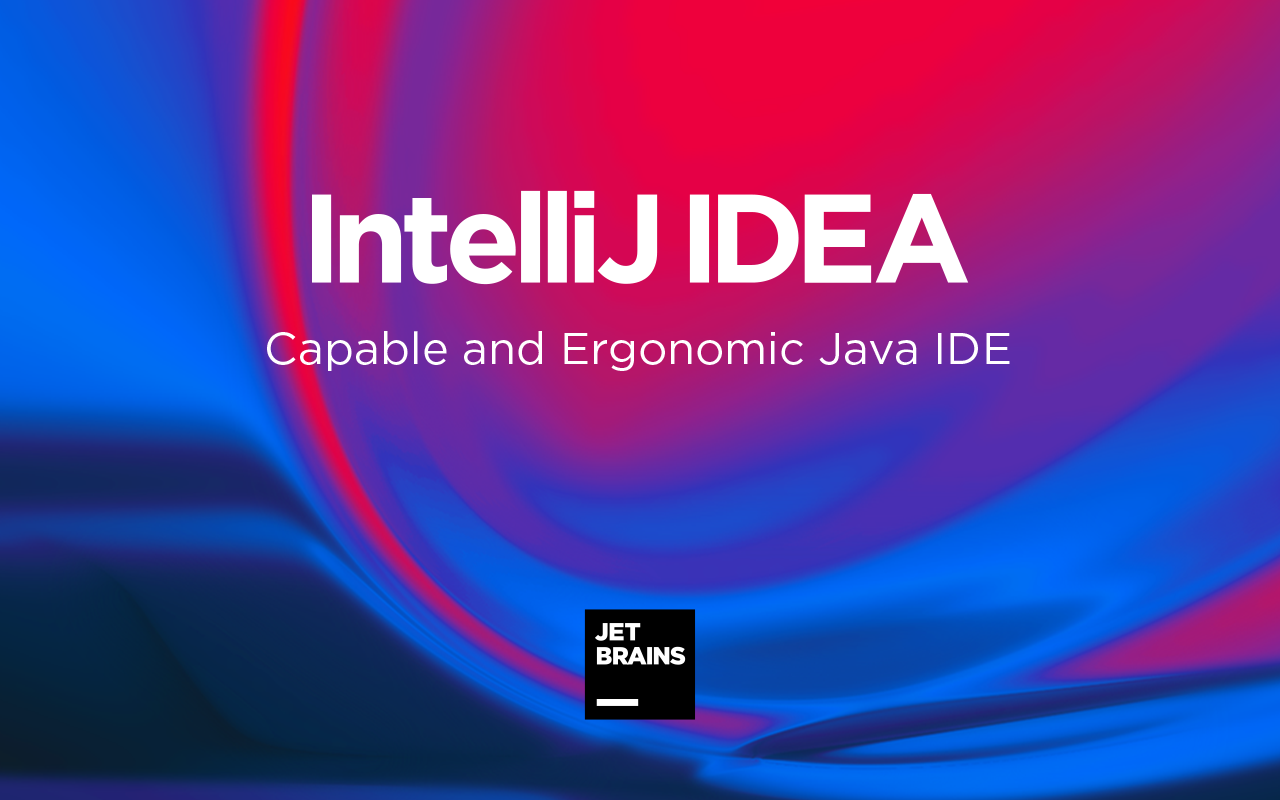 IntelliJ IDEA
Capable and Ergonomic Java IDE
JET
BRAINS